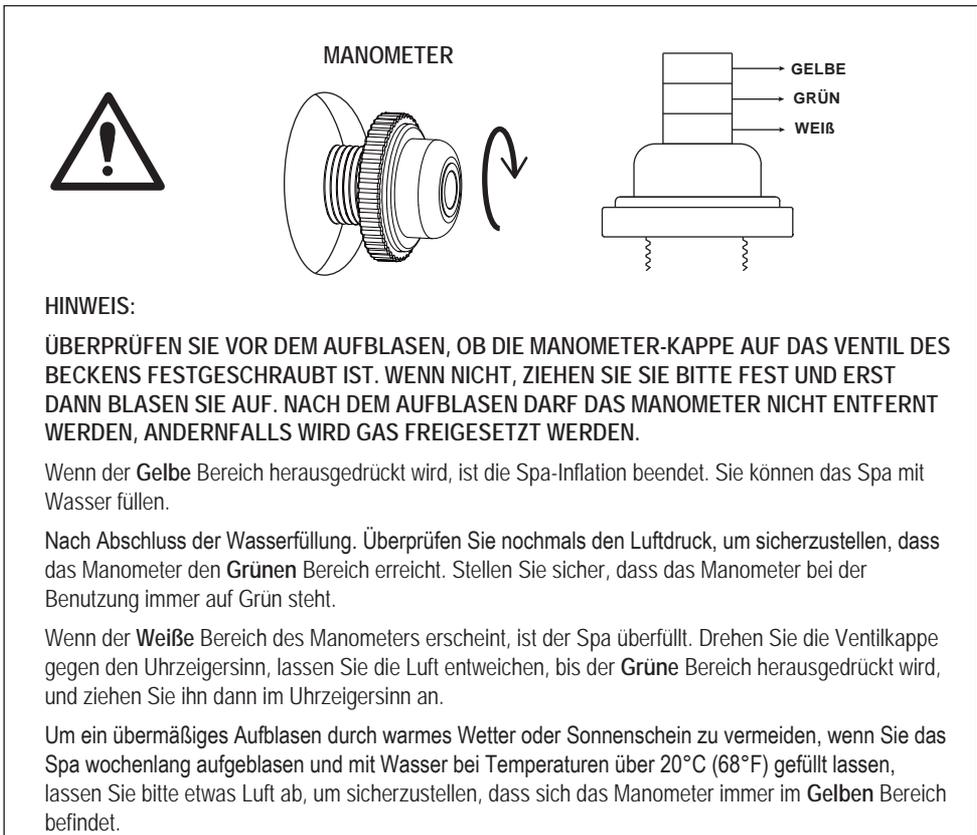 MANOMETER
GELBE
GRÜN
WEIß
HINWEIS:
ÜBERPRÜFEN SIE VOR DEM AUFBLASEN, OB DIE MANOMETER-KAPPE AUF DAS VENTIL DES
BECKENS FESTGESCHRAUBT IST. WENN NICHT, ZIEHEN SIE SIE BITTE FEST UND ERST
DANN BLASEN SIE AUF. NACH DEM AUFBLASEN DARF DAS MANOMETER NICHT ENTFERNT
WERDEN, ANDERNFALLS WIRD GAS FREIGESETZT WERDEN.
Wenn der Gelbe Bereich herausgedrückt wird, ist die Spa-Inflation beendet. Sie können das Spa mit
Wasser füllen.
Nach Abschluss der Wasserfüllung. Überprüfen Sie nochmals den Luftdruck, um sicherzustellen, dass
das Manometer den Grünen Bereich erreicht. Stellen Sie sicher, dass das Manometer bei der
Benutzung immer auf Grün steht.
Wenn der Weiße Bereich des Manometers erscheint, ist der Spa überfüllt. Drehen Sie die Ventilkappe
gegen den Uhrzeigersinn, lassen Sie die Luft entweichen, bis der Grüne Bereich herausgedrückt wird,
und ziehen Sie ihn dann im Uhrzeigersinn an.
Um ein übermäßiges Aufblasen durch warmes Wetter oder Sonnenschein zu vermeiden, wenn Sie das
Spa wochenlang aufgeblasen und mit Wasser bei Temperaturen über 20°C (68°F) gefüllt lassen,
lassen Sie bitte etwas Luft ab, um sicherzustellen, dass sich das Manometer immer im Gelben Bereich
befindet.